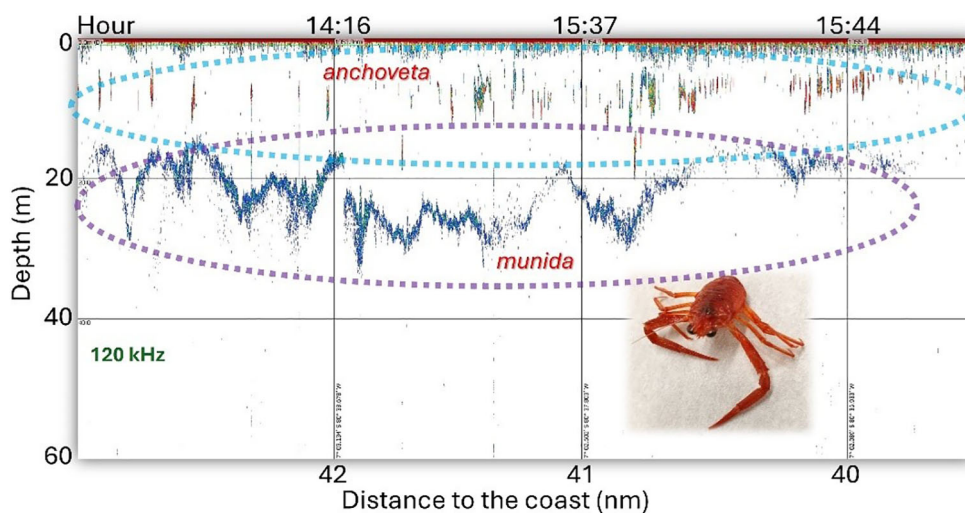 Hour 14:16 15:37 15:44
0
anchoveta
20
munida
40
120 kHz
60
42 41 40
Depth (m)
Distance to the coast (nm)